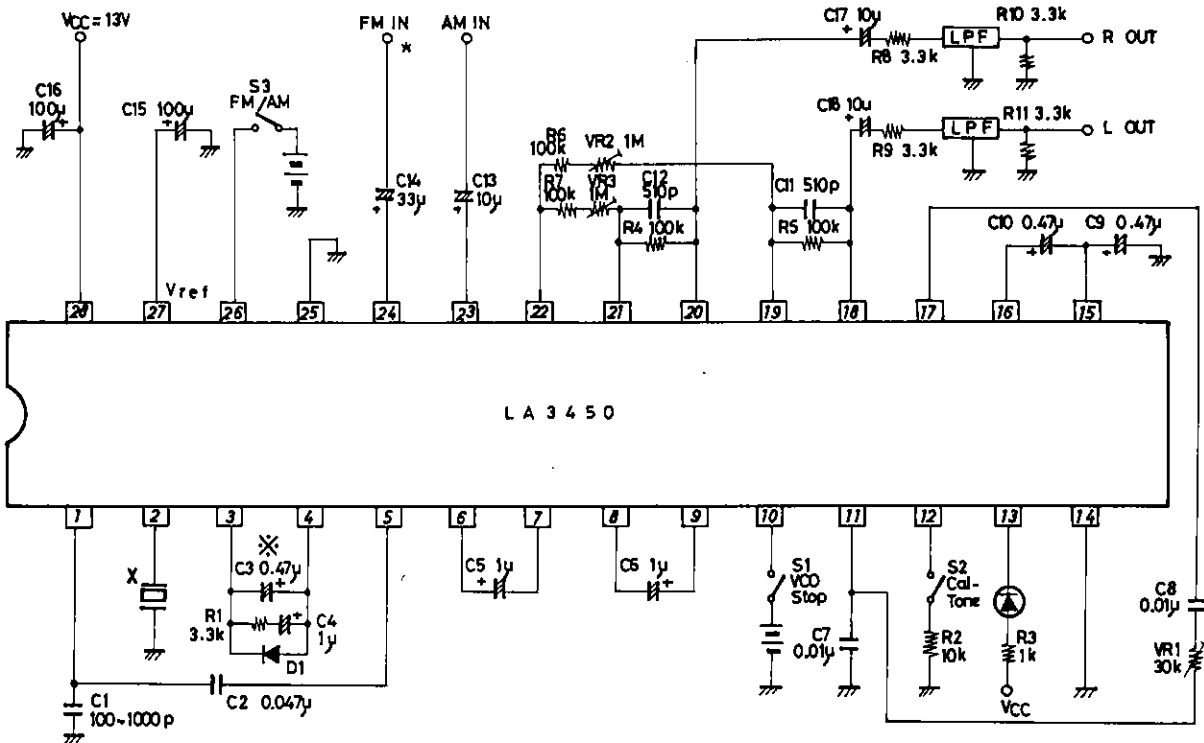 VCC = 13V
FM IN
*
AM IN
C17 10μ
R10 3.3k
LPF
R OUT
R8 3.3k
C16
100μ
+
C15 100μ
+
S3
FM/AM
C18 10μ
+
R11 3.3k
LPF
L OUT
R9 3.3k
R6
100k
VR2 1M
R7
100k
VR3
1M
C12
510p
C11 510p
R4 100k
R5 100k
C14
33μ
+
C13
10μ
+
C10 0.47μ
+
C9 0.47μ
+
Vref
28
27
26
25
24
23
22
21
20
19
18
17
16
15
LA3450
1
2
3
4
5
6
7
8
9
10
11
12
13
14
X
※
C3 0.47μ
+
R1
3.3k
+
C4
1μ
D1
C5 1μ
+
C6 1μ
+
S1
VCO
Stop
S2
Cal-
Tone
C7
0.01μ
R2
10k
R3
1k
VCC
C8
0.01μ
VR1
30k
C1
100~1000p
C2 0.047μ